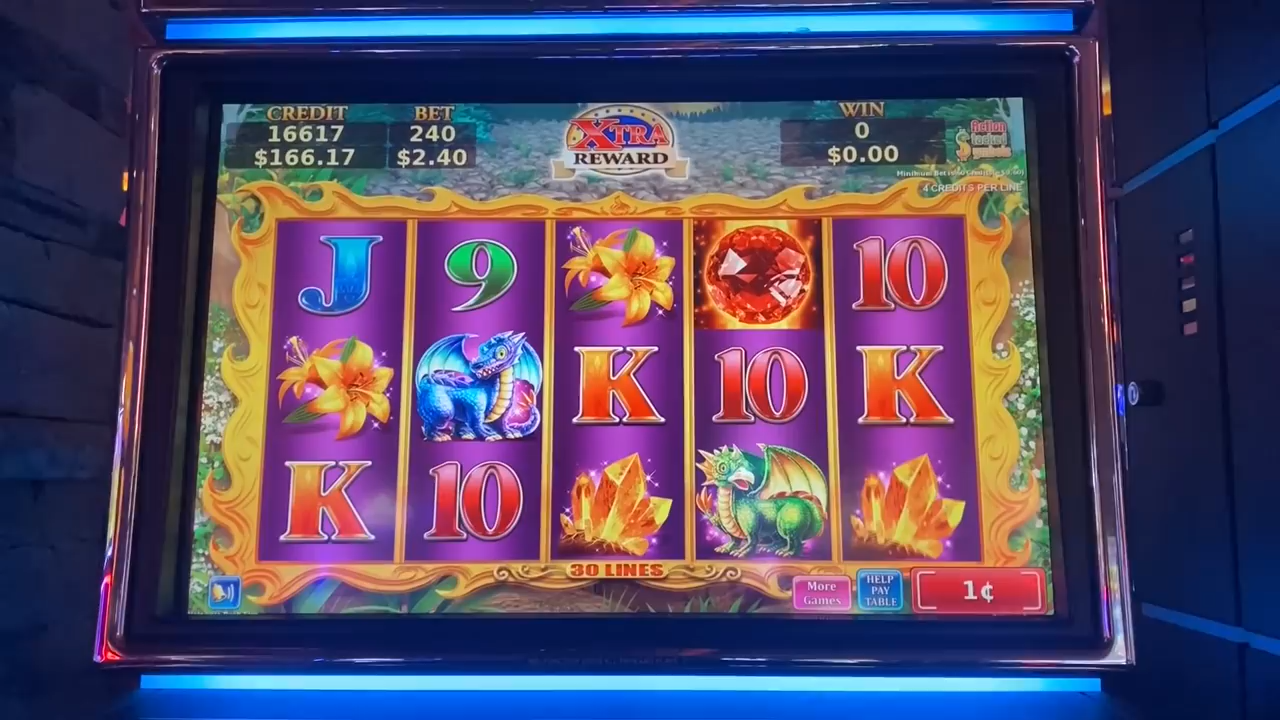 CREDIT
16617
$166.17
BET
240
$2.40
XTRA
REWARD
WIN
0
$0.00
4 CREDITS PER LINE
J 9 10
K 10 K
K 10
30 LINES
More
Games
HELP
PAY
TABLE
1¢